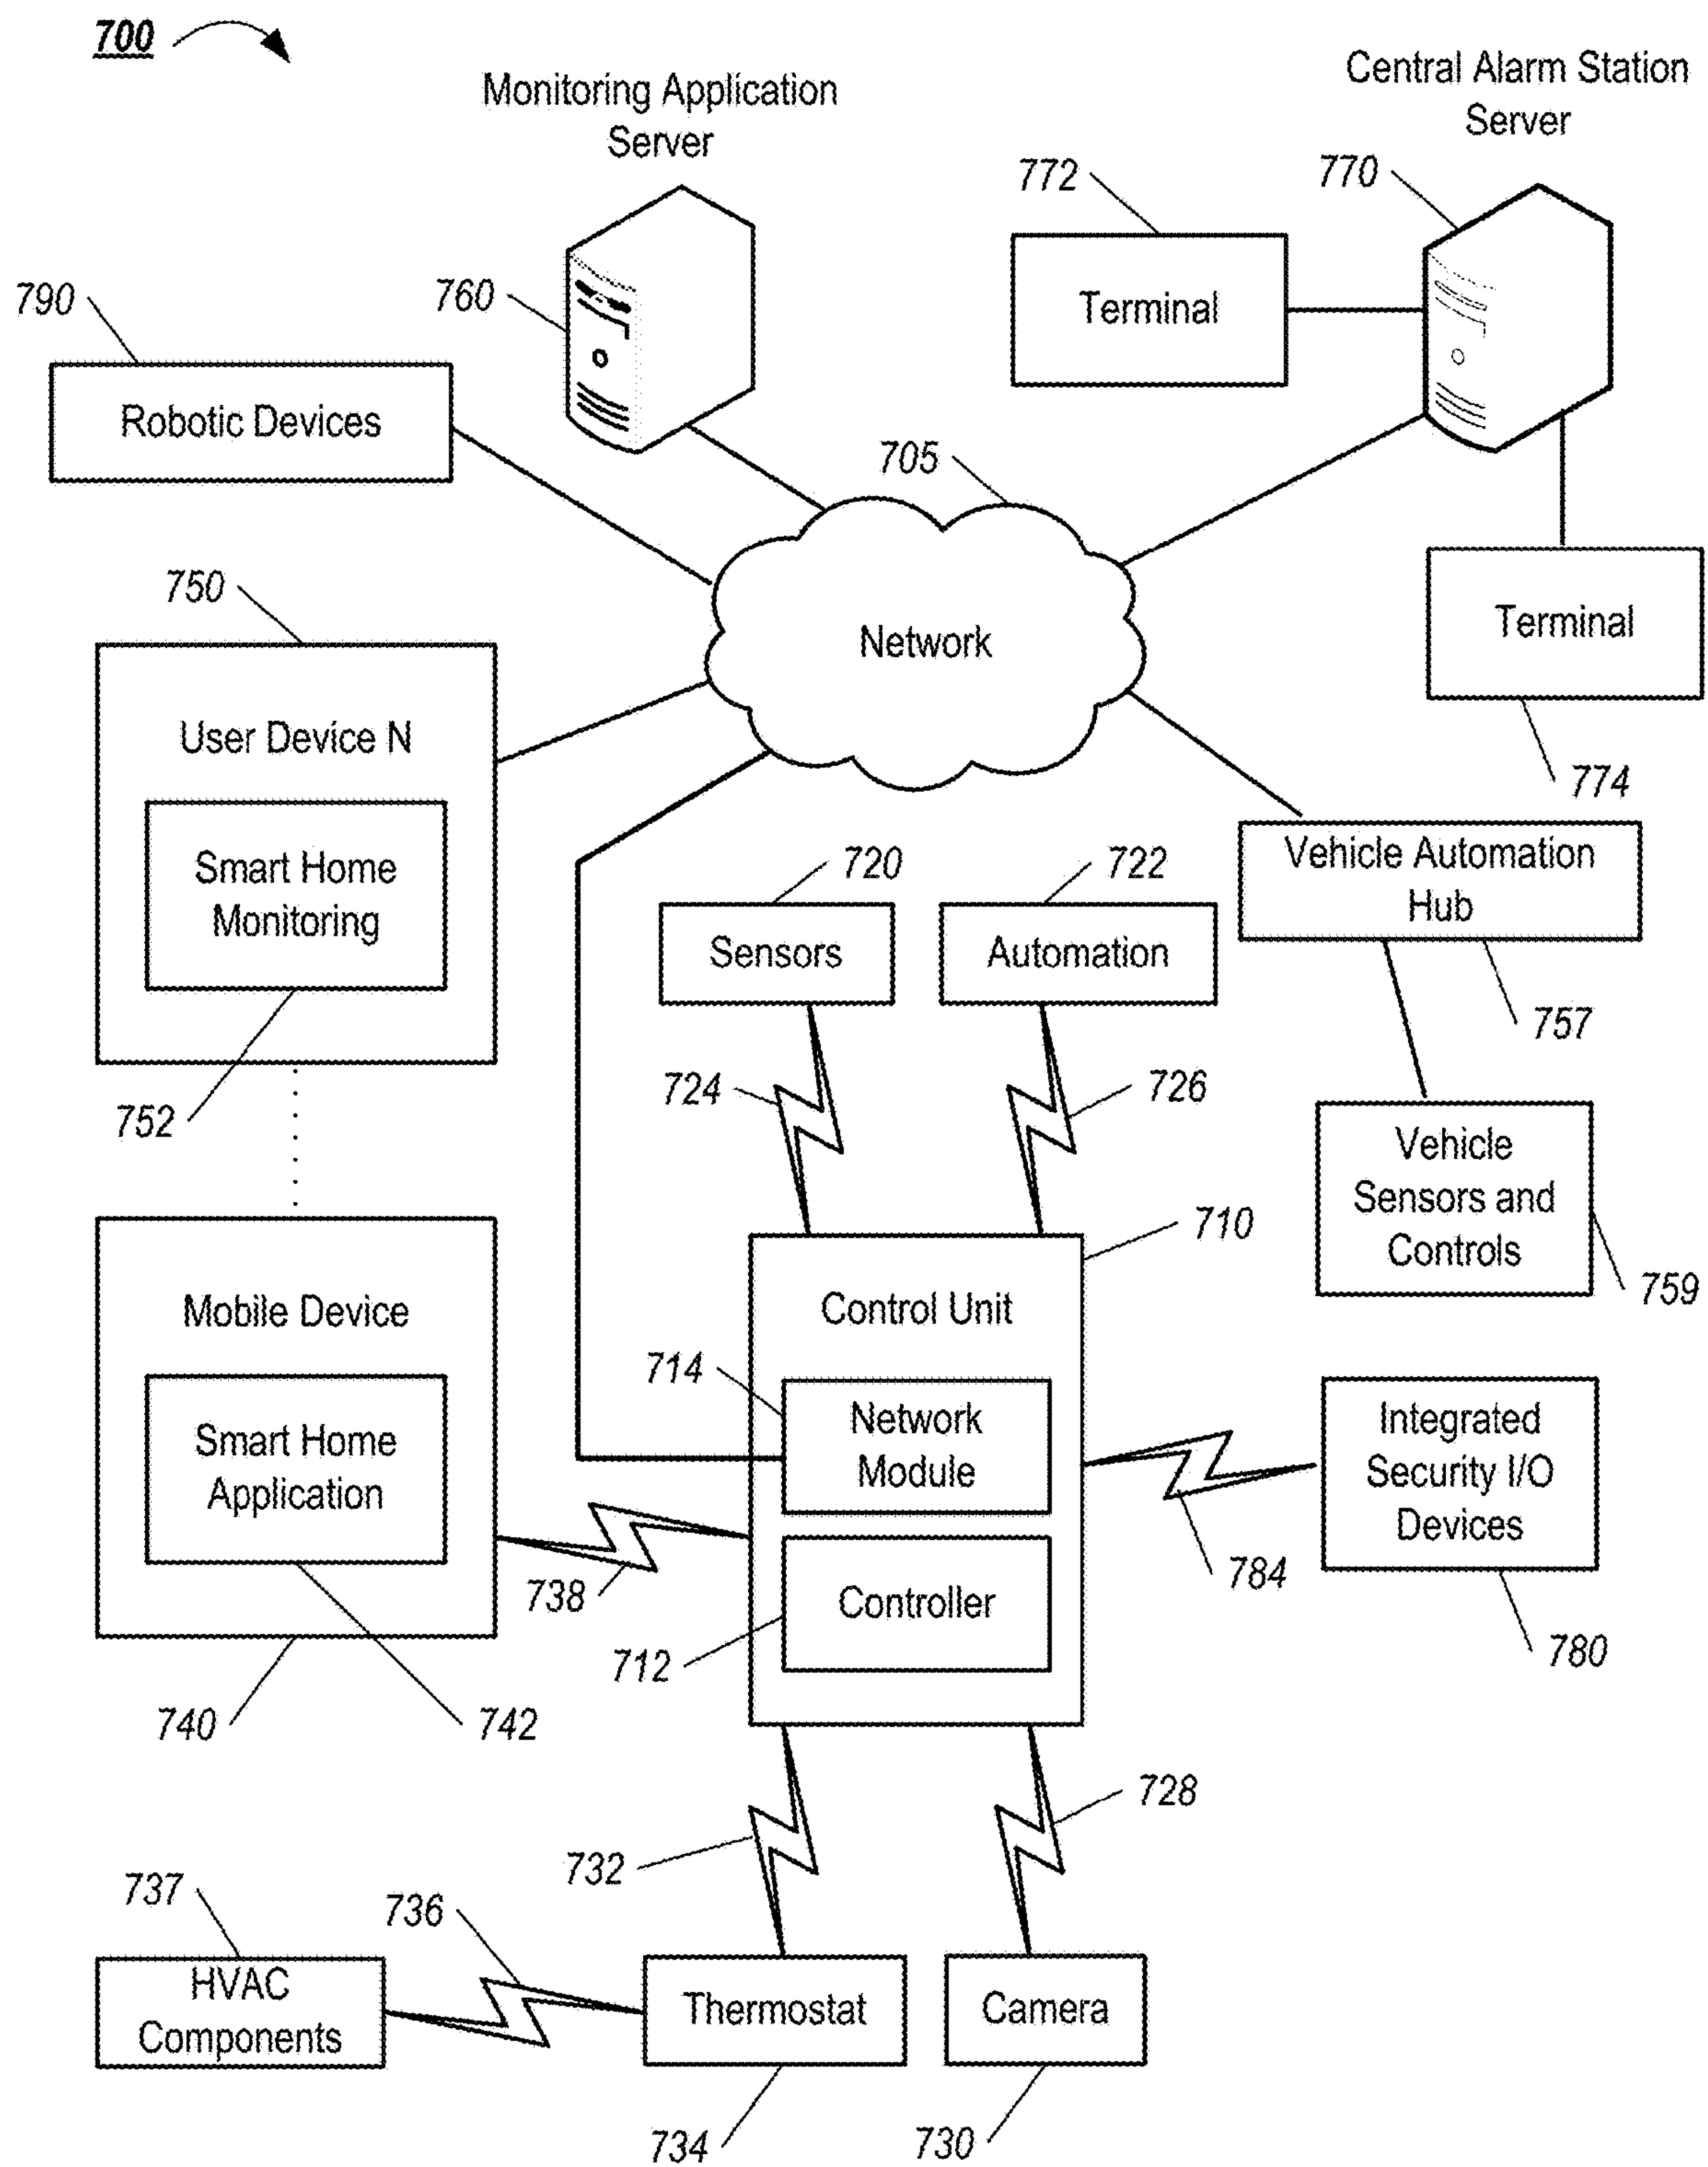 700
Monitoring Application
Server
Central Alarm Station
Server
772
770
Terminal
790
760
Robotic Devices
705
750
Network
Terminal
774
User Device N
Smart Home
Monitoring
720
722
Vehicle Automation
Hub
Sensors
Automation
757
752
724
726
Vehicle
Sensors and
Controls
759
710
Mobile Device
Control Unit
714
Smart Home
Application
Network
Module
Integrated
Security I/O
Devices
738
784
Controller
712
780
740
742
728
732
737
736
HVAC
Components
Thermostat
Camera
734
730